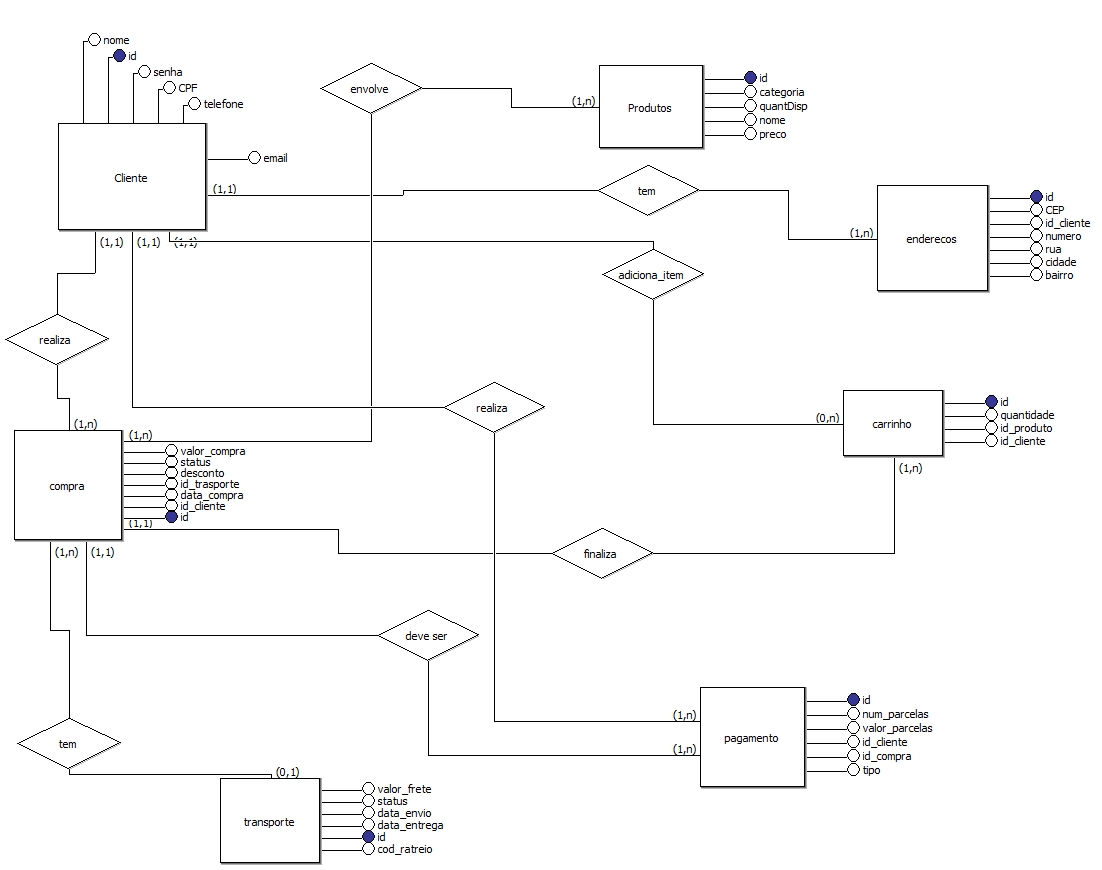 nome
id
senha
CPF
telefone
email
Cliente
(1,1)
(1,1)
(1,1)
(1,1)
envolve
(1,n)
Produtos
id
categoria
quantDisp
nome
preco
tem
(1,n)
enderecos
id
CEP
id_cliente
numero
rua
cidade
bairro
adiciona_item
realiza
realiza
(0,n)
carrinho
id
quantidade
id_produto
id_cliente
(1,n)
(1,n)
(1,n)
compra
valor_compra
status
desconto
id_trasporte
data_compra
id_cliente
id
(1,1)
(1,n)
(1,1)
finaliza
deve ser
(1,n)
(1,n)
pagamento
id
num_parcelas
valor_parcelas
id_cliente
id_compra
tipo
tem
(0,1)
transporte
valor_frete
status
data_envio
data_entrega
id
cod_ratreio